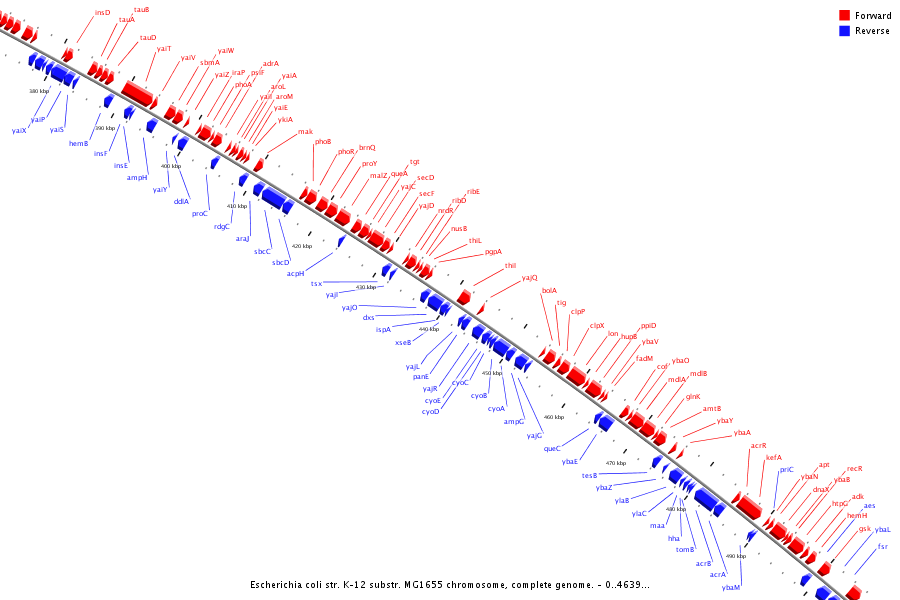 Forward
Reverse
insD
tauB
tauA
tauD
yaiT
yaiV
yaiW
sbmA
yaiZ
iraP
psiF
adrA
phoA
yaiA
aroL
yaiI
aroM
yaiE
ykiA
mak
phoB
phoR
brnQ
proY
malZ
queA
tgt
yajC
secD
secF
yajD
ribE
ribD
nrdR
nusB
thiL
pgpA
thiI
yajQ
bolA
tig
clpP
clpX
lon
hupB
ppiD
ybaV
fadM
cof
ybaO
mdlA
mdlB
glnK
amtB
ybaY
ybaA
acrR
kefA
priC
ybaN
apt
dnaX
ybaB
recR
htpG
adk
hemH
aes
gsk
ybaL
fsr
380 kbp
390 kbp
400 kbp
410 kbp
420 kbp
430 kbp
440 kbp
450 kbp
460 kbp
470 kbp
480 kbp
490 kbp
yaiX
yaiP
yaiS
hemB
insF
insE
ampH
yaiY
ddlA
proC
rdgC
araJ
sbcC
sbcD
acpH
tsx
yajI
yajO
dxs
ispA
xseB
yajL
panE
yajR
cyoE
cyoD
cyoC
cyoB
cyoA
ampG
yajG
queC
ybaE
tesB
ybaZ
ylaB
ylaC
maa
hha
tomB
acrB
acrA
ybaM
Escherichia coli str. K-12 substr. MG1655 chromosome, complete genome. - 0..4639...